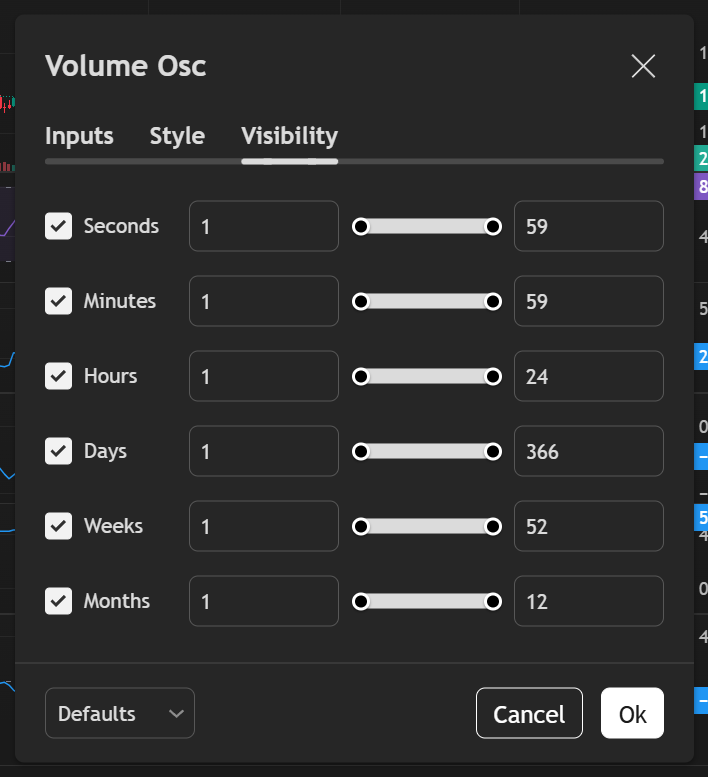 Volume Osc
Inputs Style Visibility
Seconds 1 59
Minutes 1 59
Hours 1 24
Days 1 366
Weeks 1 52
Months 1 12
Defaults Cancel Ok